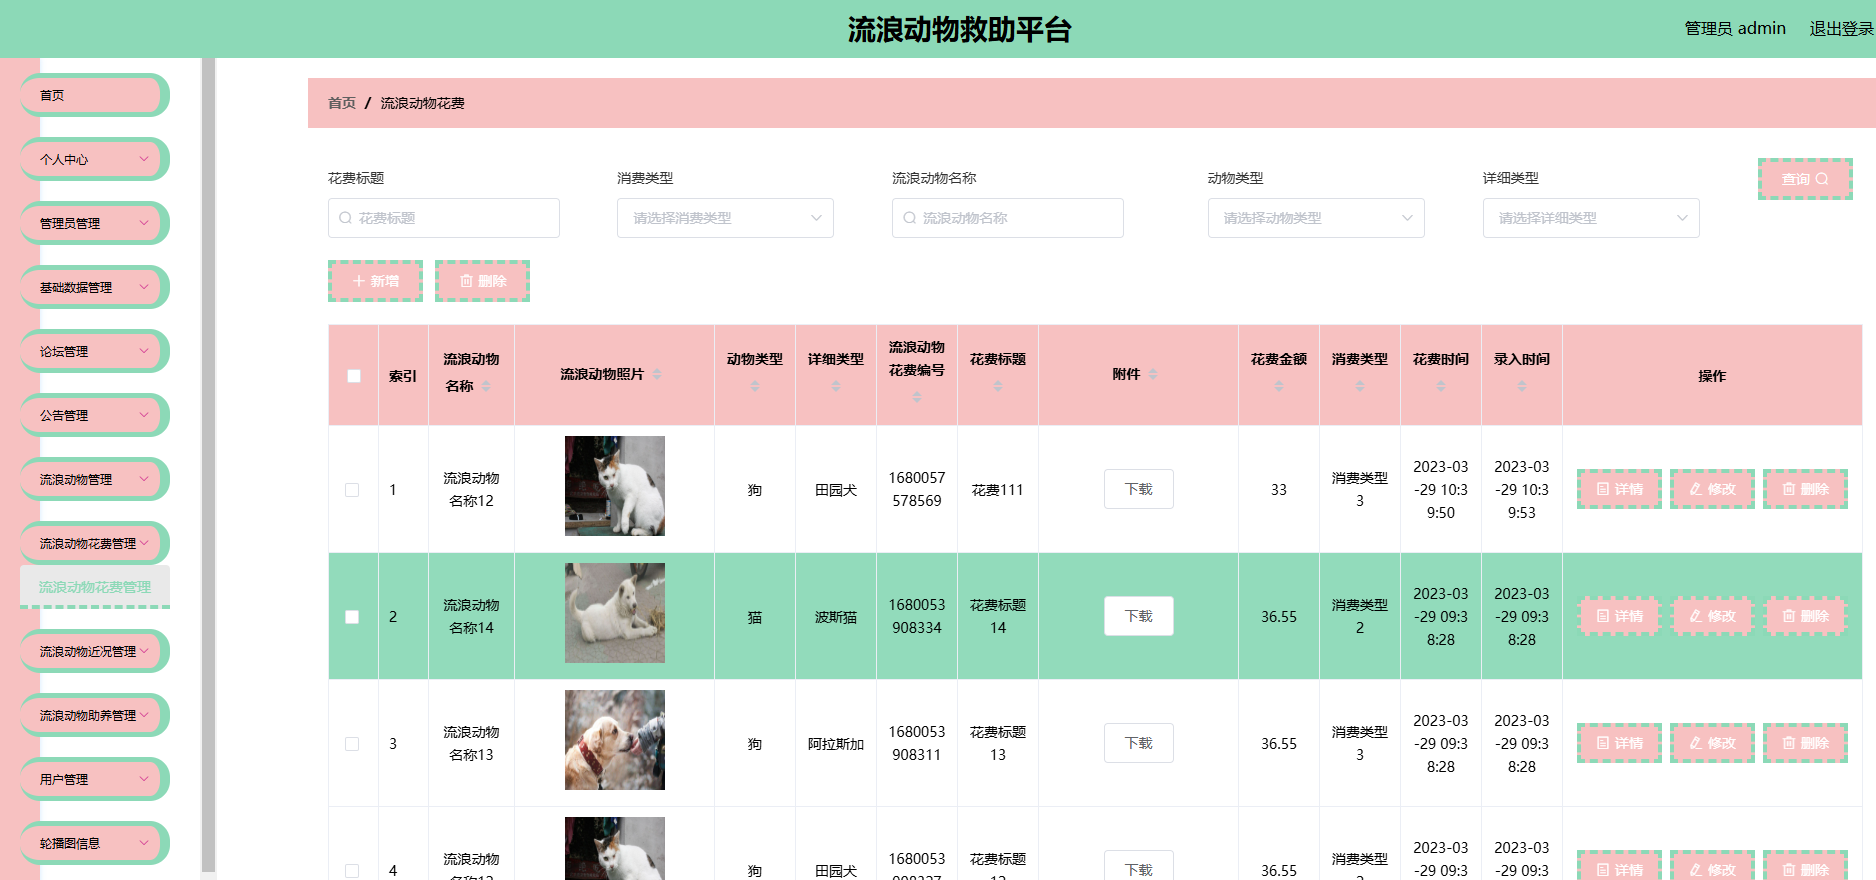 流浪动物救助平台
管理员 admin
退出登录
首页
个人中心
管理员管理
基础数据管理
论坛管理
公告管理
流浪动物管理
流浪动物花费管理
流浪动物花费管理
流浪动物近况管理
流浪动物助养管理
用户管理
轮播图信息
首页 / 流浪动物花费
花费标题
消费类型
流浪动物名称
动物类型
详细类型
花费标题
请选择消费类型
流浪动物名称
请选择动物类型
请选择详细类型
查询
新增
删除
索引
流浪动物
名称
流浪动物照片
动物类型
详细类型
流浪动物
花费编号
花费标题
附件
花费金额
消费类型
花费时间
录入时间
操作
1
流浪动物
名称12
狗
田园犬
1680057
578569
花费111
下载
33
消费类型
3
2023-03
-29 10:3
9:50
2023-03
-29 10:3
9:53
详情
修改
删除
2
流浪动物
名称14
猫
波斯猫
1680053
908334
花费标题
14
下载
36.55
消费类型
2
2023-03
-29 09:3
8:28
2023-03
-29 09:3
8:28
详情
修改
删除
3
流浪动物
名称13
狗
阿拉斯加
1680053
908311
花费标题
13
下载
36.55
消费类型
3
2023-03
-29 09:3
8:28
2023-03
-29 09:3
8:28
详情
修改
删除
4
流浪动物
狗
田园犬
1680053
花费标题
下载
36.55
消费类型
2023-03
-29 09:3
详情
修改
删除
2023-03
-29 09:3